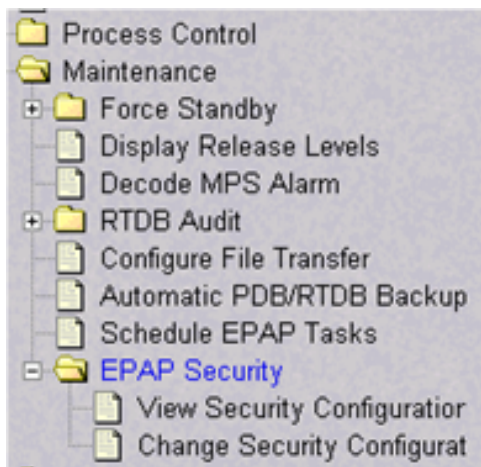 Process Control
Maintenance
Force Standby
Display Release Levels
Decode MPS Alarm
RTDB Audit
Configure File Transfer
Automatic PDB/RTDB Backup
Schedule EPAP Tasks
EPAP Security
View Security Configuration
Change Security Configurat